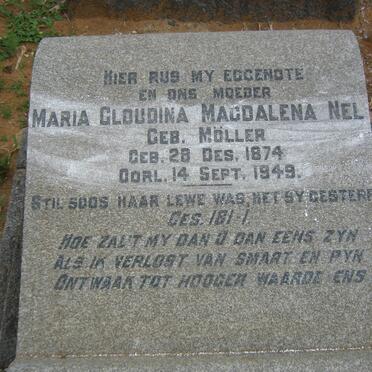 HIER RUS MY EGGENOTE
EN ONS MOEDER
MARIA CLOUDINA MAGDALENA NEL
GEB. MÖLLER
GEB. 28 DES. 1874
OORL. 14 SEPT. 1949.
STIL SOOS HAAR LEWE WAS, HET SY GESTERF
GES. 181-1.
HOE ZAL'T MY DAN O DAN EENS ZYN
ALS IK VERLOST VAN SMART EN PYN
ONTWAAK TOT HOOGER WAARDE ENS